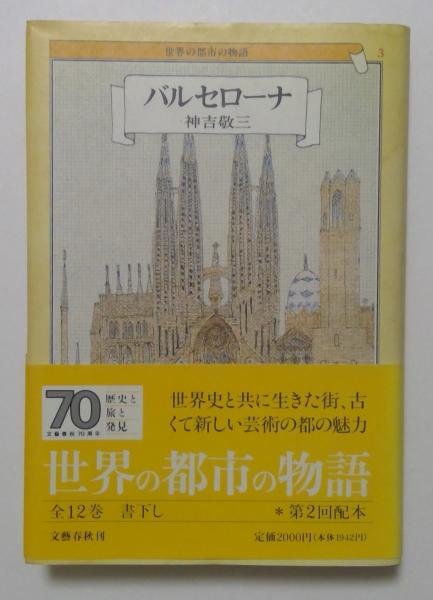 世界の都市の物語
3
バルセローナ
神吉敬三
70
歴史と
旅と
発見
文藝春秋70周年
世界史と共に生きた街、古
くて新しい芸術の都の魅力
世界の都市の物語
全12巻 書下し
*第2回配本
文藝春秋刊
定価2000円(本体1942円)